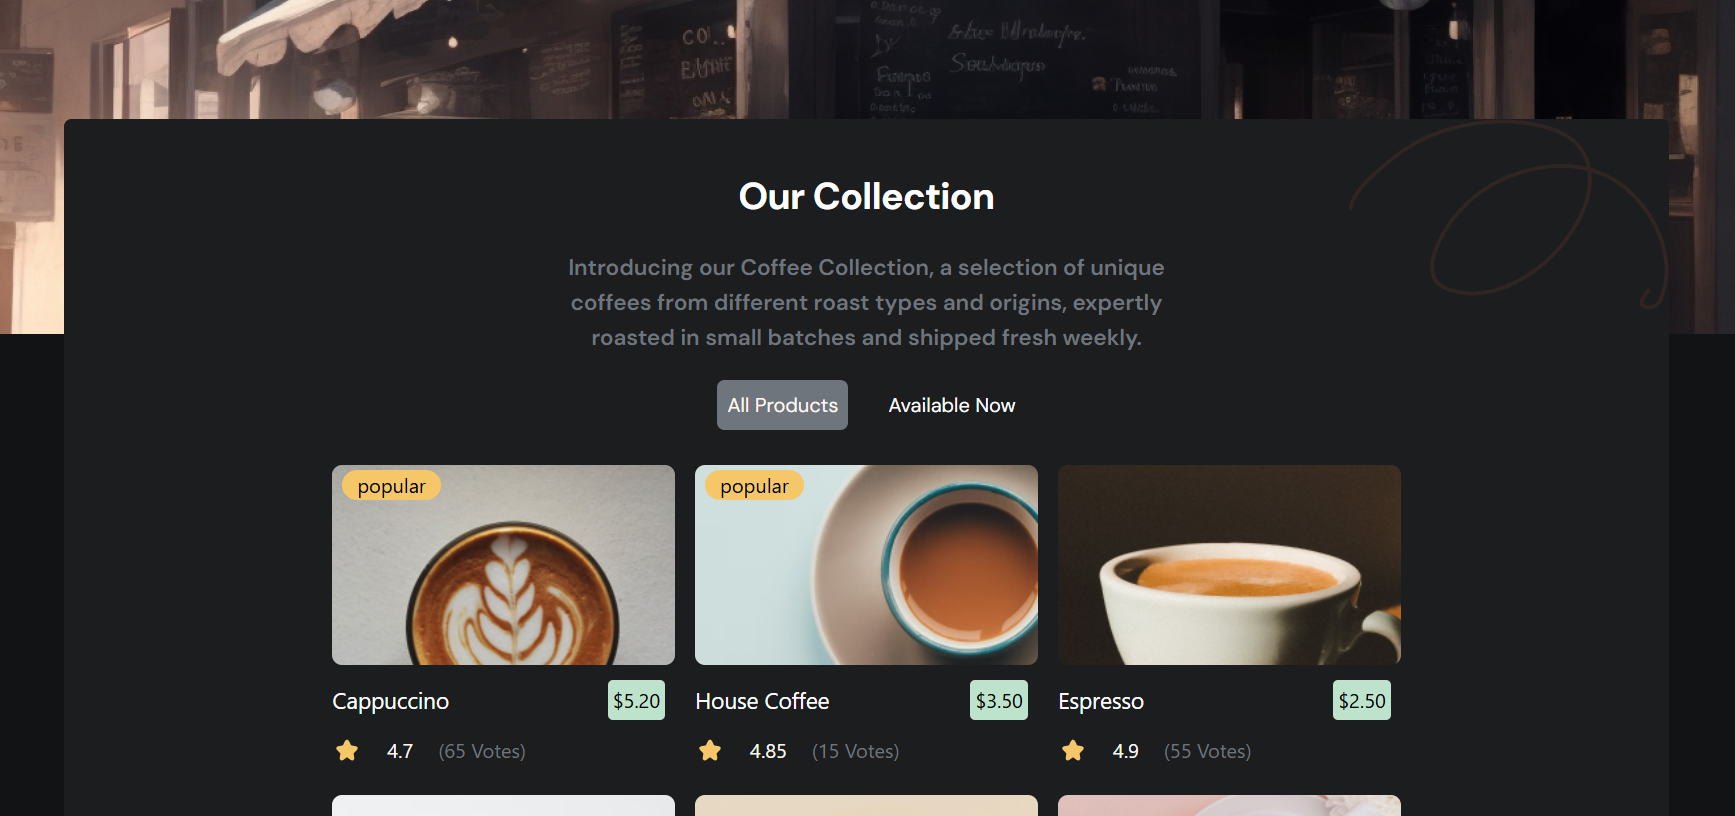 Our Collection
Introducing our Coffee Collection, a selection of unique
coffees from different roast types and origins, expertly
roasted in small batches and shipped fresh weekly.
All Products
Available Now
popular
popular
Cappuccino
$5.20
House Coffee
$3.50
Espresso
$2.50
4.7
(65 Votes)
4.85
(15 Votes)
4.9
(55 Votes)